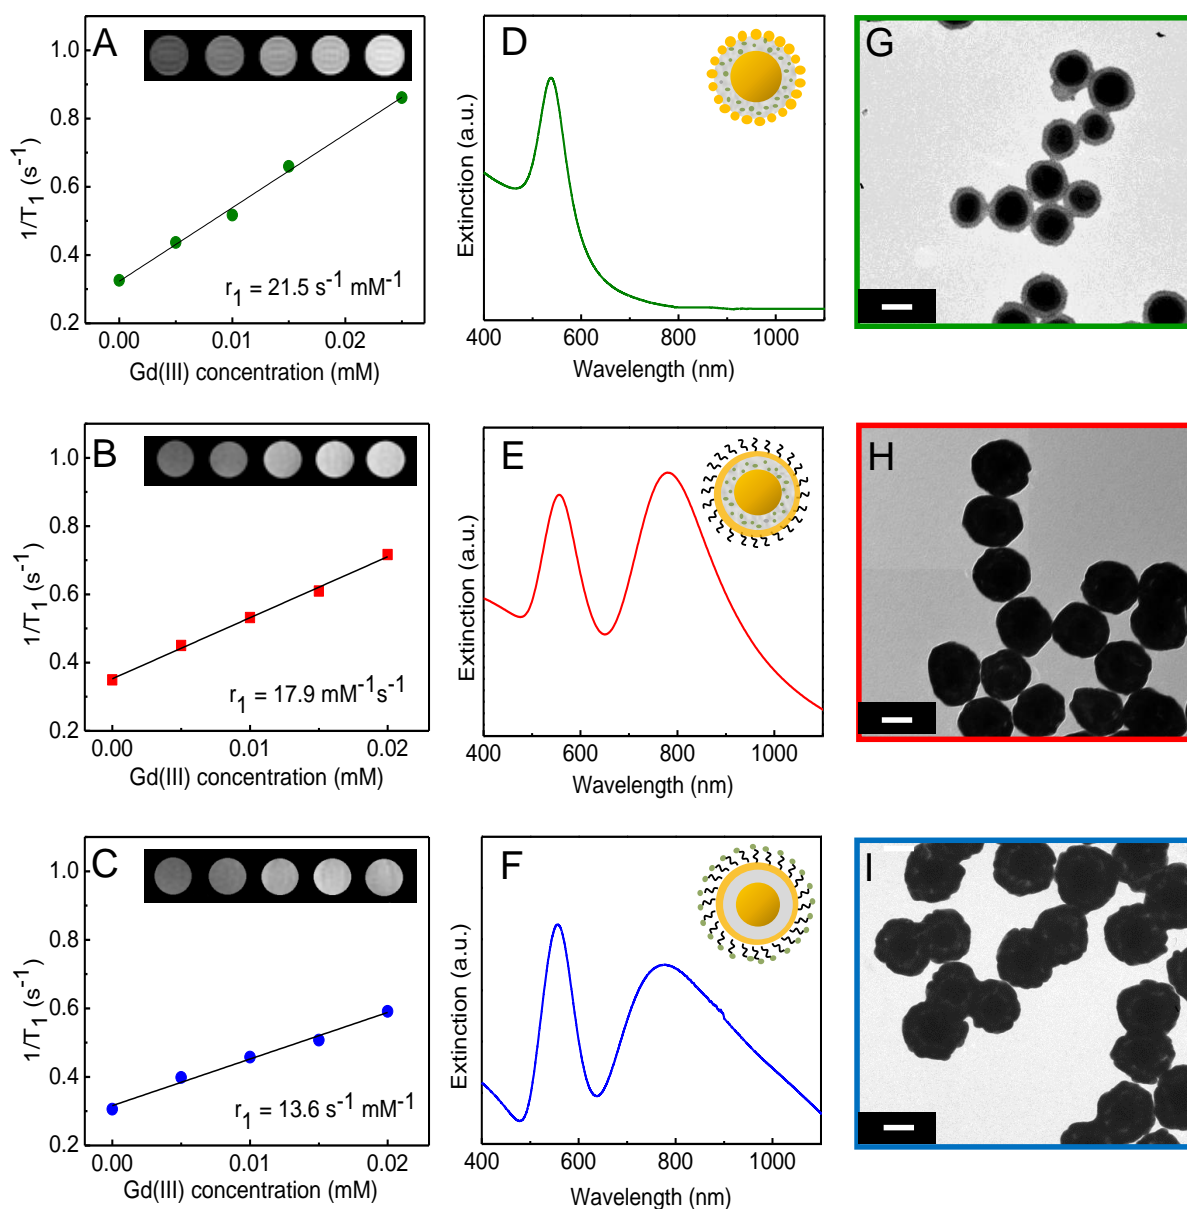 A
1.0
0.8
0.6
0.4
0.2
1/T1 (s-1)
r1 = 21.5 s-1 mM-1
0.00 0.01 0.02
Gd(III) concentration (mM)
D
Extinction (a.u.)
400 600 800 1000
Wavelength (nm)
G
B
1.0
0.8
0.6
0.4
0.2
1/T1 (s-1)
r1 = 17.9 mM-1s-1
0.00 0.01 0.02
Gd(III) concentration (mM)
E
Extinction (a.u.)
400 600 800 1000
Wavelength (nm)
H
C
1.0
0.8
0.6
0.4
0.2
1/T1 (s-1)
r1 = 13.6 s-1 mM-1
0.00 0.01 0.02
Gd(III) concentration (mM)
F
Extinction (a.u.)
400 600 800 1000
Wavelength (nm)
I